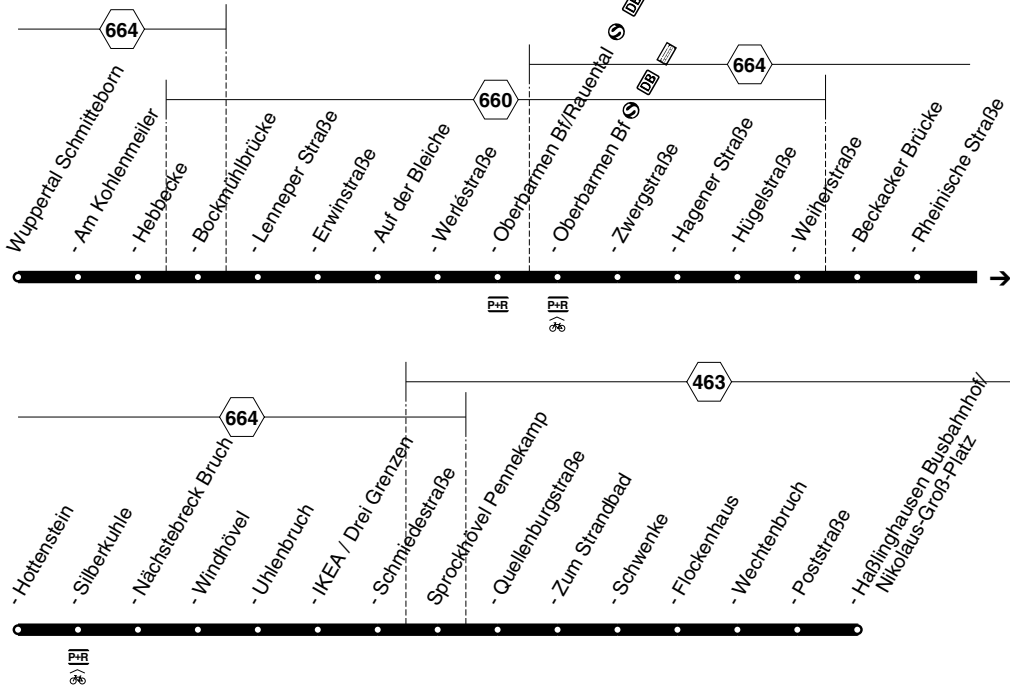 664
664
660
Wuppertal Schmitteborn
- Am Kohlenmeiler
- Hebbecke
- Bockmühlbrücke
- Lenneper Straße
- Erwinstraße
- Auf der Bleiche
- Werléstraße
- Oberbarmen Bf/Rauental S DB
- Oberbarmen Bf S DB
- Zwergstraße
- Hagener Straße
- Hügelstraße
- Weiherstraße
- Beckacker Brücke
- Rheinische Straße
P+R
P+R
463
664
- Hottenstein
- Silberkuhle
- Nächstebreck Bruch
- Windhövel
- Uhlenbruch
- IKEA / Drei Grenzen
- Schmiedestraße
Sprockhövel Pennekamp
- Quellenburgstraße
- Zum Strandbad
- Schwenke
- Flockenhaus
- Wechtenbruch
- Poststraße
- Haßlinghausen Busbahnhof/
Nikolaus-Groß-Platz
P+R